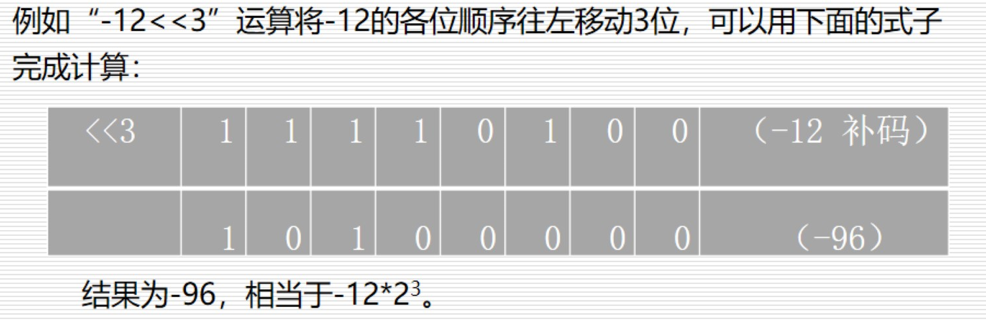 例如“-12<<3”运算将-12的各位顺序往左移动3位，可以用下面的式子
完成计算：
<<3 1 1 1 1 0 1 0 0 （-12 补码）
1 0 1 0 0 0 0 0 （-96）
结果为-96，相当于-12*2³。